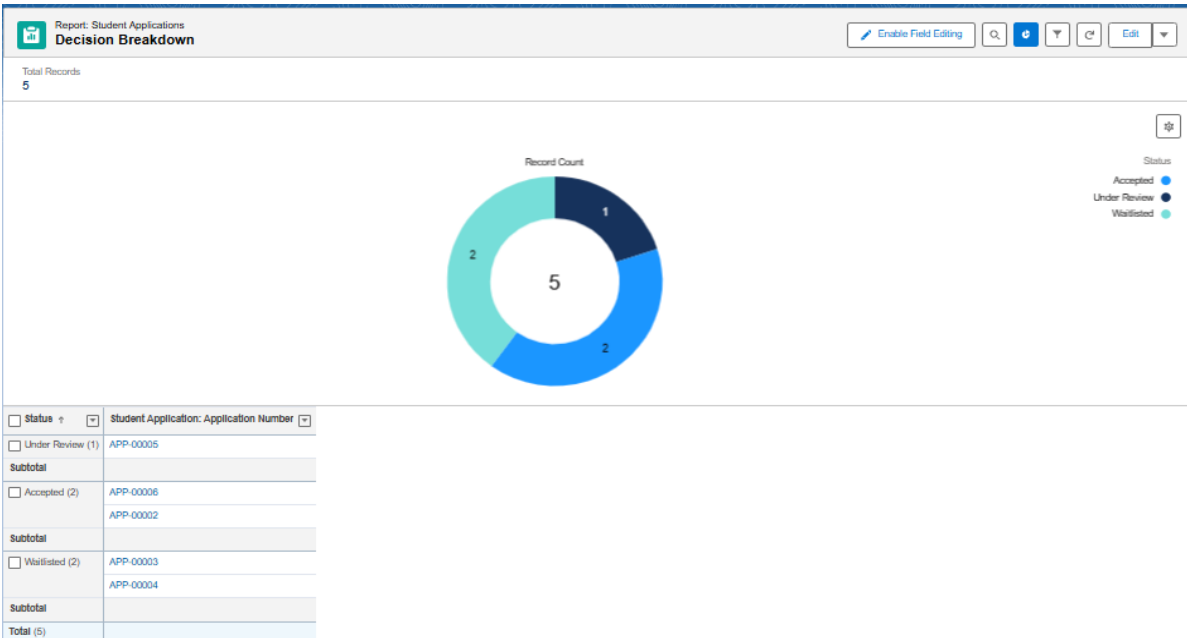 Report: Student Applications
Decision Breakdown
Enable Field Editing
Edit
Total Records
5
Record Count
1
2
5
2
Status
Accepted
Under Review
Waitlisted
Status ↑ Student Application: Application Number
Under Review (1) APP-00005
Subtotal
Accepted (2) APP-00006
APP-00002
Subtotal
Waitlisted (2) APP-00003
APP-00004
Subtotal
Total (5)